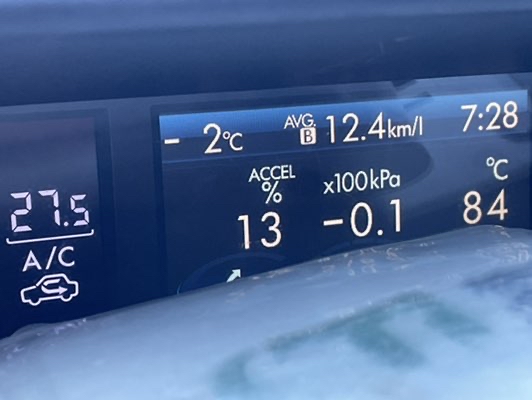 - 2°C AVG. B 12.4km/l 7:28
ACCEL % x100kPa °C
13 -0.1 84
27.5
A/C